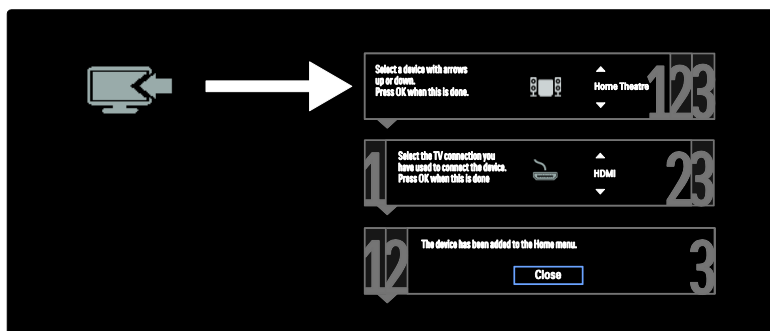 Select a device with arrows
up or down.
Press OK when this is done.
Home Theatre
123
1
Select the TV connection you
have used to connect the device.
Press OK when this is done
HDMI
23
12
The device has been added to the Home menu.
Close
3